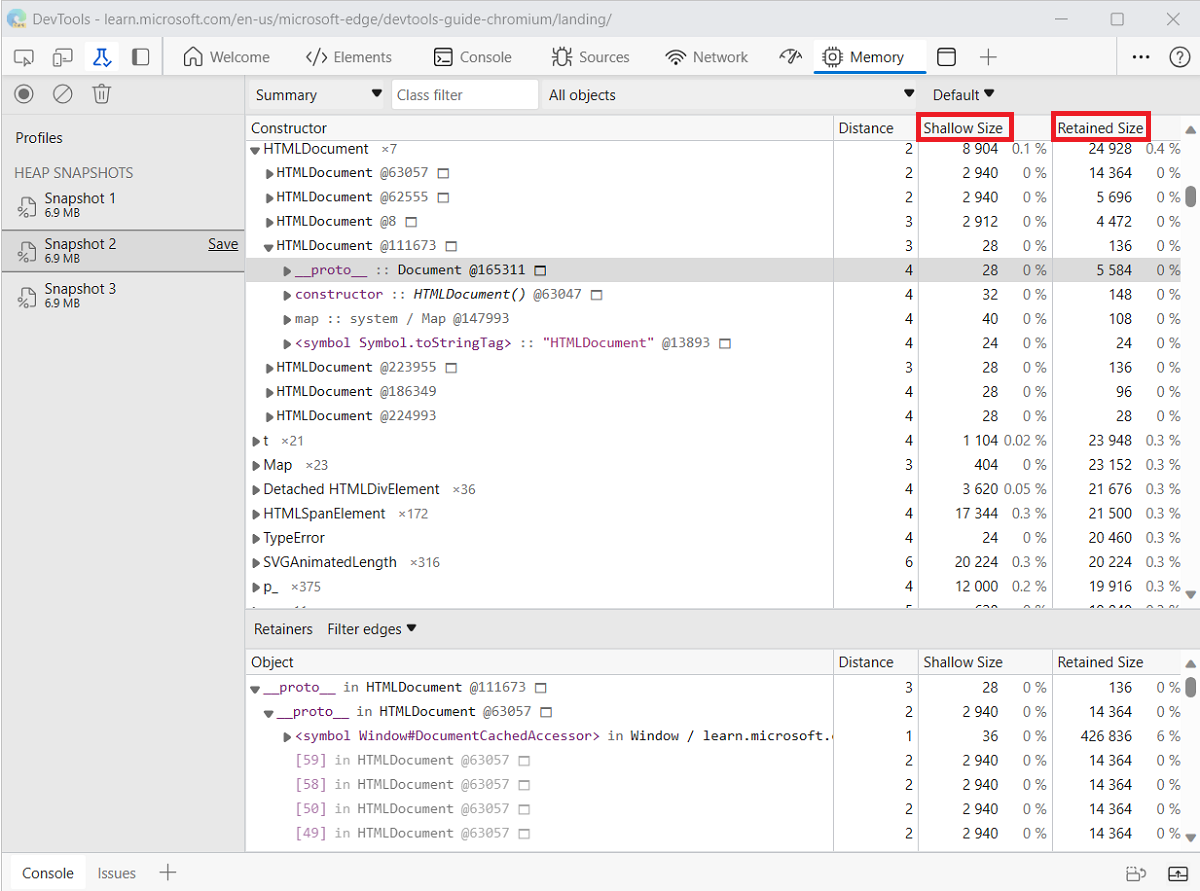 DevTools - learn.microsoft.com/en-us/microsoft-edge/devtools-guide-chromium/landing/
Welcome Elements Console Sources Network Memory
Summary Class filter All objects Default
Profiles
HEAP SNAPSHOTS
Snapshot 1
6.9 MB
Snapshot 2 Save
6.9 MB
Snapshot 3
6.9 MB
Constructor Distance Shallow Size Retained Size
HTMLDocument ×7 2 8 904 0.1 % 24 928 0.4 %
HTMLDocument @63057 2 2 940 0 % 14 364 0 %
HTMLDocument @62555 2 2 940 0 % 5 696 0 %
HTMLDocument @8 3 2 912 0 % 4 472 0 %
HTMLDocument @111673 3 28 0 % 136 0 %
__proto__ :: Document @165311 4 28 0 % 5 584 0 %
constructor :: HTMLDocument() @63047 4 32 0 % 148 0 %
map :: system / Map @147993 4 40 0 % 108 0 %
<symbol Symbol.toStringTag> :: "HTMLDocument" @13893 4 24 0 % 24 0 %
HTMLDocument @223955 3 28 0 % 136 0 %
HTMLDocument @186349 4 28 0 % 96 0 %
HTMLDocument @224993 4 28 0 % 28 0 %
t ×21 4 1 104 0.02 % 23 948 0.3 %
Map ×23 3 404 0 % 23 152 0.3 %
Detached HTMLDivElement ×36 4 3 620 0.05 % 21 676 0.3 %
HTMLSpanElement ×172 4 17 344 0.3 % 21 500 0.3 %
TypeError 4 24 0 % 20 460 0.3 %
SVGAnimatedLength ×316 6 20 224 0.3 % 20 224 0.3 %
p_ ×375 4 12 000 0.2 % 19 916 0.3 %
Retainers Filter edges
Object Distance Shallow Size Retained Size
__proto__ in HTMLDocument @111673 3 28 0 % 136 0 %
__proto__ in HTMLDocument @63057 2 2 940 0 % 14 364 0 %
<symbol Window#DocumentCachedAccessor> in Window / learn.microsoft. 1 36 0 % 426 836 6 %
[59] in HTMLDocument @63057 2 2 940 0 % 14 364 0 %
[58] in HTMLDocument @63057 2 2 940 0 % 14 364 0 %
[50] in HTMLDocument @63057 2 2 940 0 % 14 364 0 %
[49] in HTMLDocument @63057 2 2 940 0 % 14 364 0 %
Console Issues